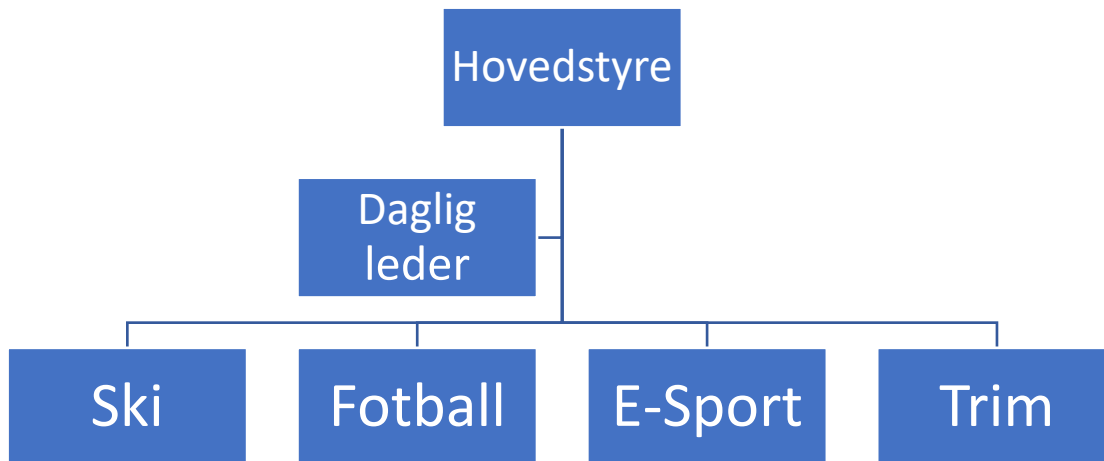 Hovedstyre
Daglig
leder
Ski
Fotball
E-Sport
Trim